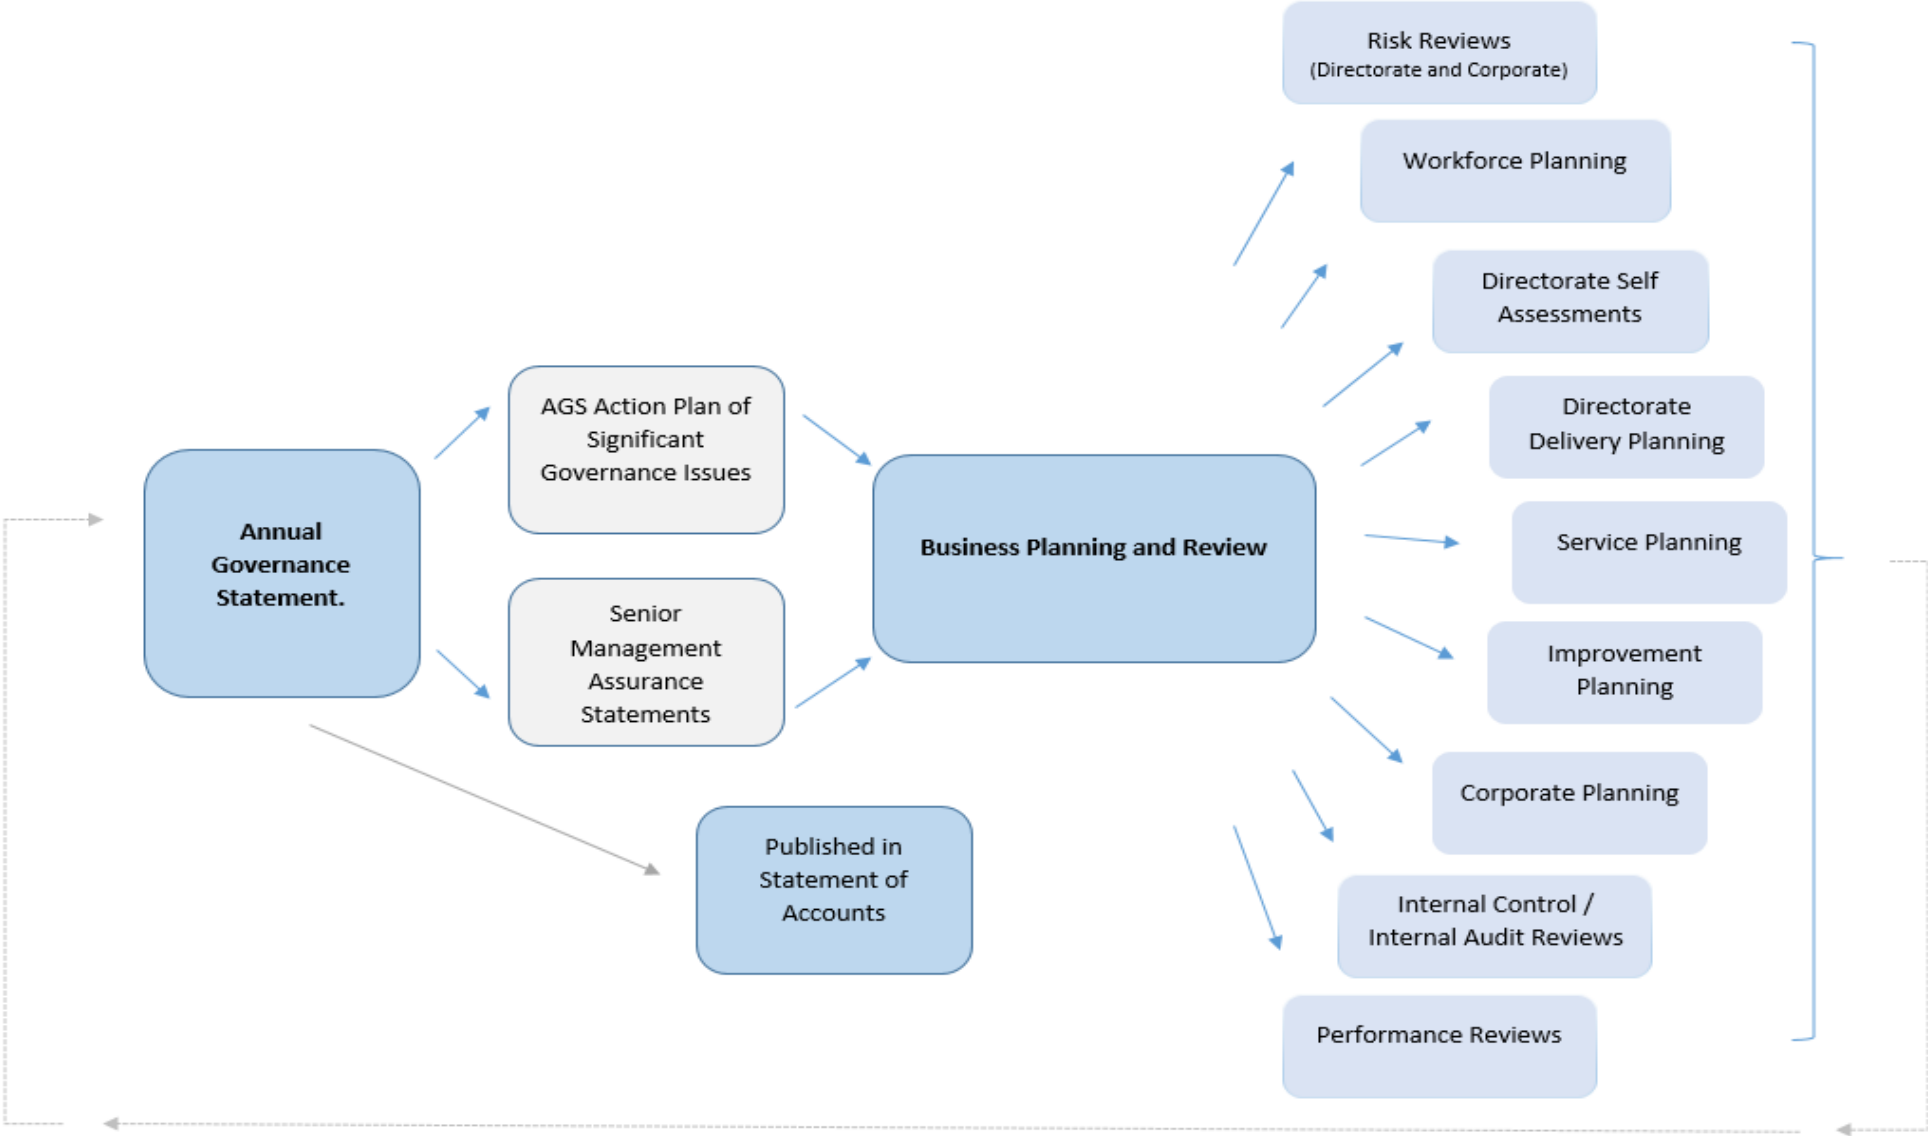 Annual
Governance
Statement.
AGS Action Plan of
Significant
Governance Issues
Senior
Management
Assurance
Statements
Published in
Statement of
Accounts
Business Planning and Review
Risk Reviews
(Directorate and Corporate)
Workforce Planning
Directorate Self
Assessments
Directorate
Delivery Planning
Service Planning
Improvement
Planning
Corporate Planning
Internal Control /
Internal Audit Reviews
Performance Reviews